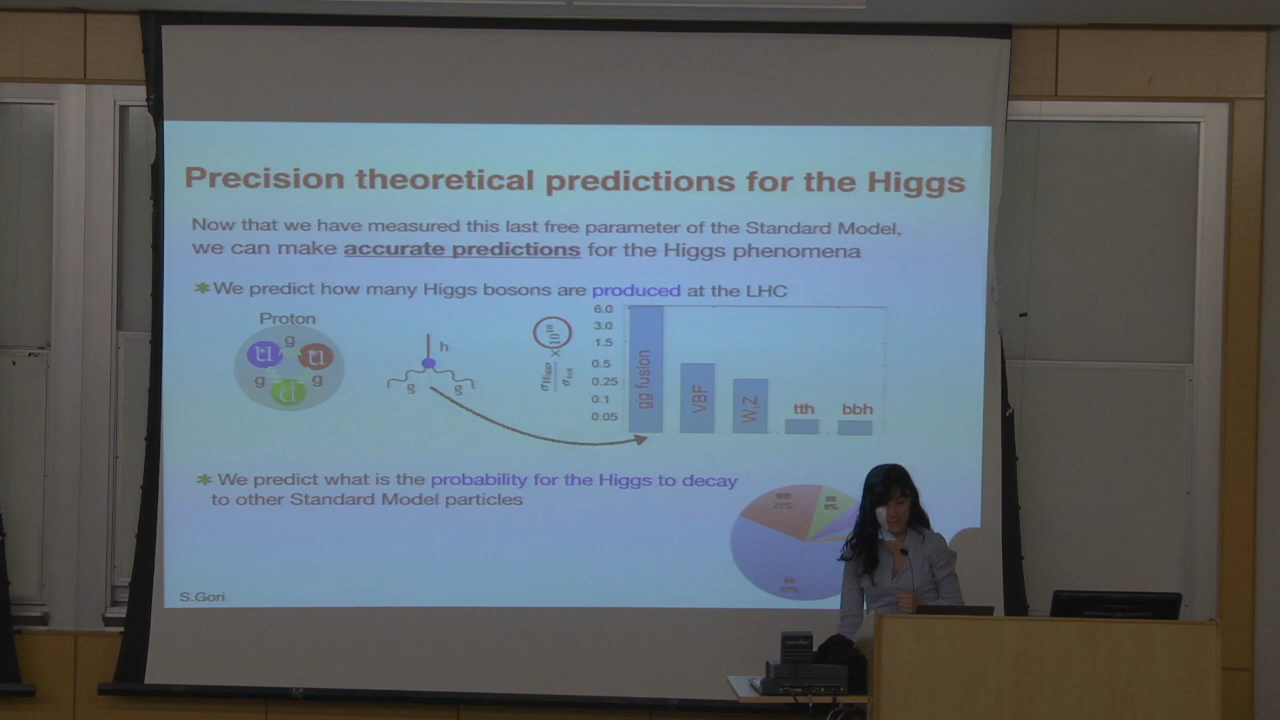 Precision theoretical predictions for the Higgs
Now that we have measured this last free parameter of the Standard Model,
we can make accurate predictions for the Higgs phenomena
* We predict how many Higgs bosons are produced at the LHC
Proton
g
u
u
g
g
d
h
g
g
σHiggs
σtot
×10¹⁰
6.0
3.0
1.5
0.5
0.25
0.1
0.05
gg fusion
VBF
W,Z
tth
bbh
* We predict what is the probability for the Higgs to decay
to other Standard Model particles
9%
S.Gori